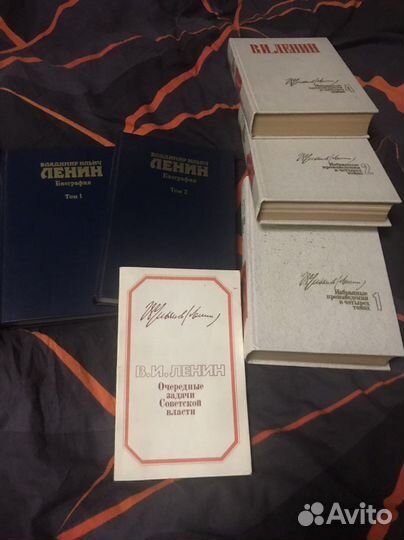 ВЛАДИМИР ИЛЬИЧ
ЛЕНИН
Биография
Том 1
ВЛАДИМИР ИЛЬИЧ
ЛЕНИН
Биография
Том 2
В.И. ЛЕНИН
Избранные
произведения
в четырех
томах
4
Избранные
произведения
в четырех
томах
2
Избранные
произведения
в четырех
томах
1
В.И. ЛЕНИН
Очередные
задачи
Советской
власти
Avito